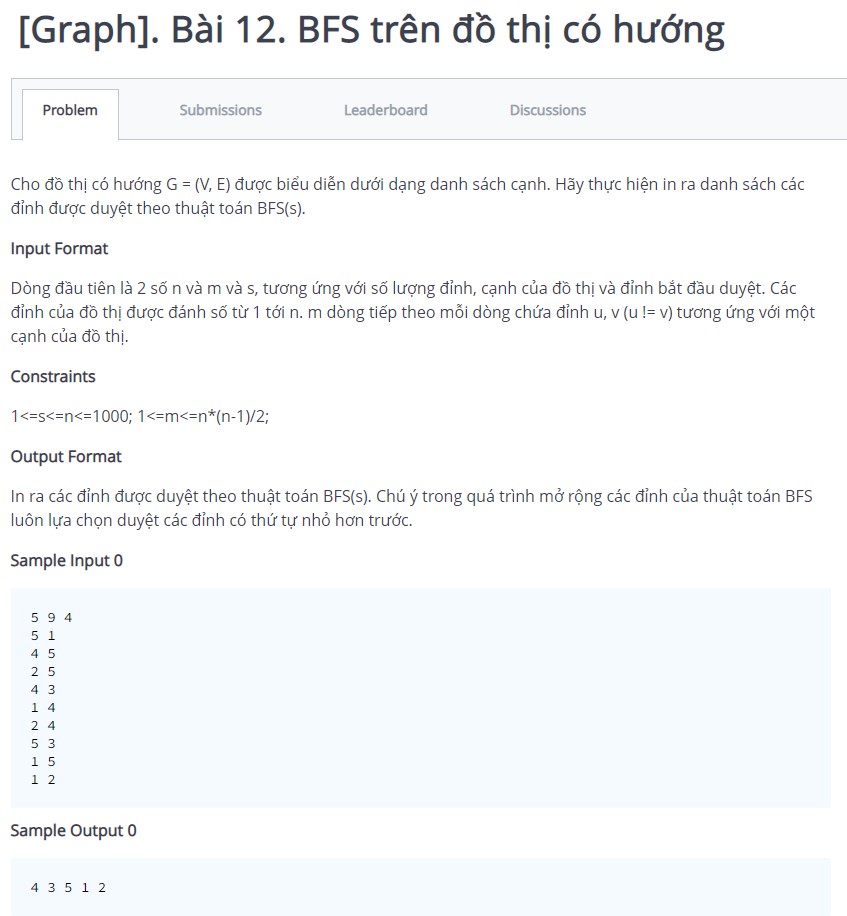 [Graph]. Bài 12. BFS trên đồ thị có hướng
Problem Submissions Leaderboard Discussions
Cho đồ thị có hướng G = (V, E) được biểu diễn dưới dạng danh sách cạnh. Hãy thực hiện in ra danh sách các
đỉnh được duyệt theo thuật toán BFS(s).
Input Format
Dòng đầu tiên là 2 số n và m và s, tương ứng với số lượng đỉnh, cạnh của đồ thị và đỉnh bắt đầu duyệt. Các
đỉnh của đồ thị được đánh số từ 1 tới n. m dòng tiếp theo mỗi dòng chứa đỉnh u, v (u != v) tương ứng với một
cạnh của đồ thị.
Constraints
1<=s<=n<=1000; 1<=m<=n*(n-1)/2;
Output Format
In ra các đỉnh được duyệt theo thuật toán BFS(s). Chú ý trong quá trình mở rộng các đỉnh của thuật toán BFS
luôn lựa chọn duyệt các đỉnh có thứ tự nhỏ hơn trước.
Sample Input 0
5 9 4
5 1
4 5
2 5
4 3
1 4
2 4
5 3
1 5
1 2
Sample Output 0
4 3 5 1 2